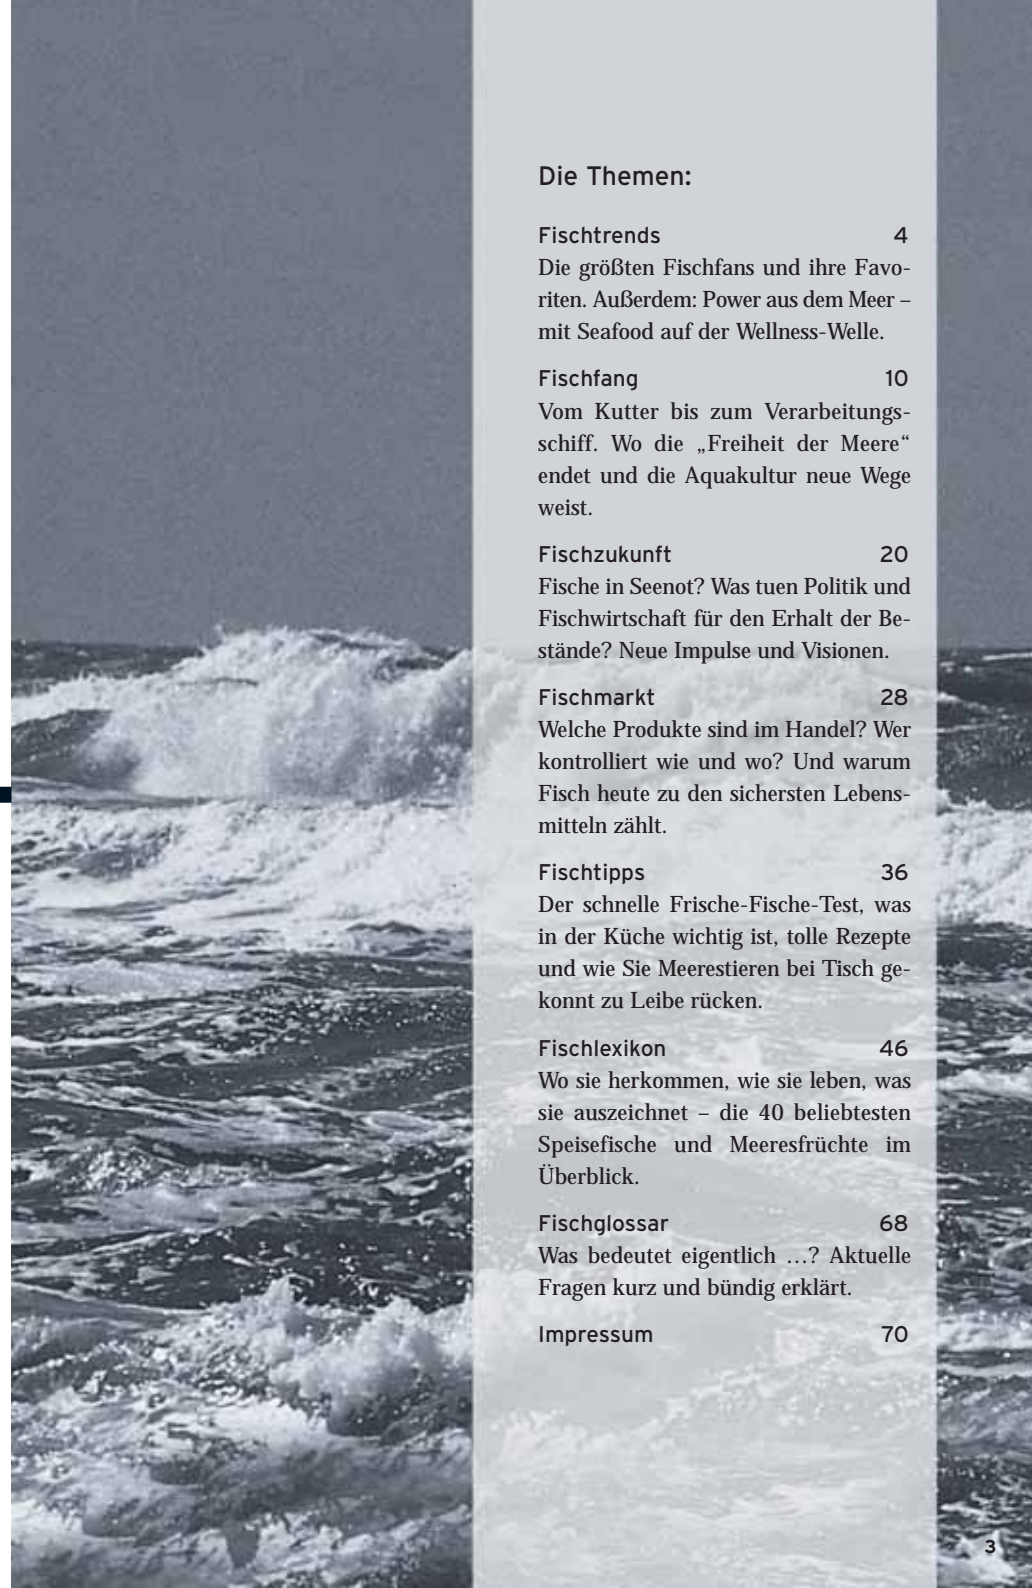 Die Themen:
Fischtrends 4
Die größten Fischfans und ihre Favo-
riten. Außerdem: Power aus dem Meer –
mit Seafood auf der Wellness-Welle.
Fischfang 10
Vom Kutter bis zum Verarbeitungs-
schiff. Wo die „Freiheit der Meere“
endet und die Aquakultur neue Wege
weist.
Fischzukunft 20
Fische in Seenot? Was tuen Politik und
Fischwirtschaft für den Erhalt der Be-
stände? Neue Impulse und Visionen.
Fischmarkt 28
Welche Produkte sind im Handel? Wer
kontrolliert wie und wo? Und warum
Fisch heute zu den sichersten Lebens-
mitteln zählt.
Fischtipps 36
Der schnelle Frische-Fische-Test, was
in der Küche wichtig ist, tolle Rezepte
und wie Sie Meerestieren bei Tisch ge-
konnt zu Leibe rücken.
Fischlexikon 46
Wo sie herkommen, wie sie leben, was
sie auszeichnet – die 40 beliebtesten
Speisefische und Meeresfrüchte im
Überblick.
Fischglossar 68
Was bedeutet eigentlich …? Aktuelle
Fragen kurz und bündig erklärt.
Impressum 70
3